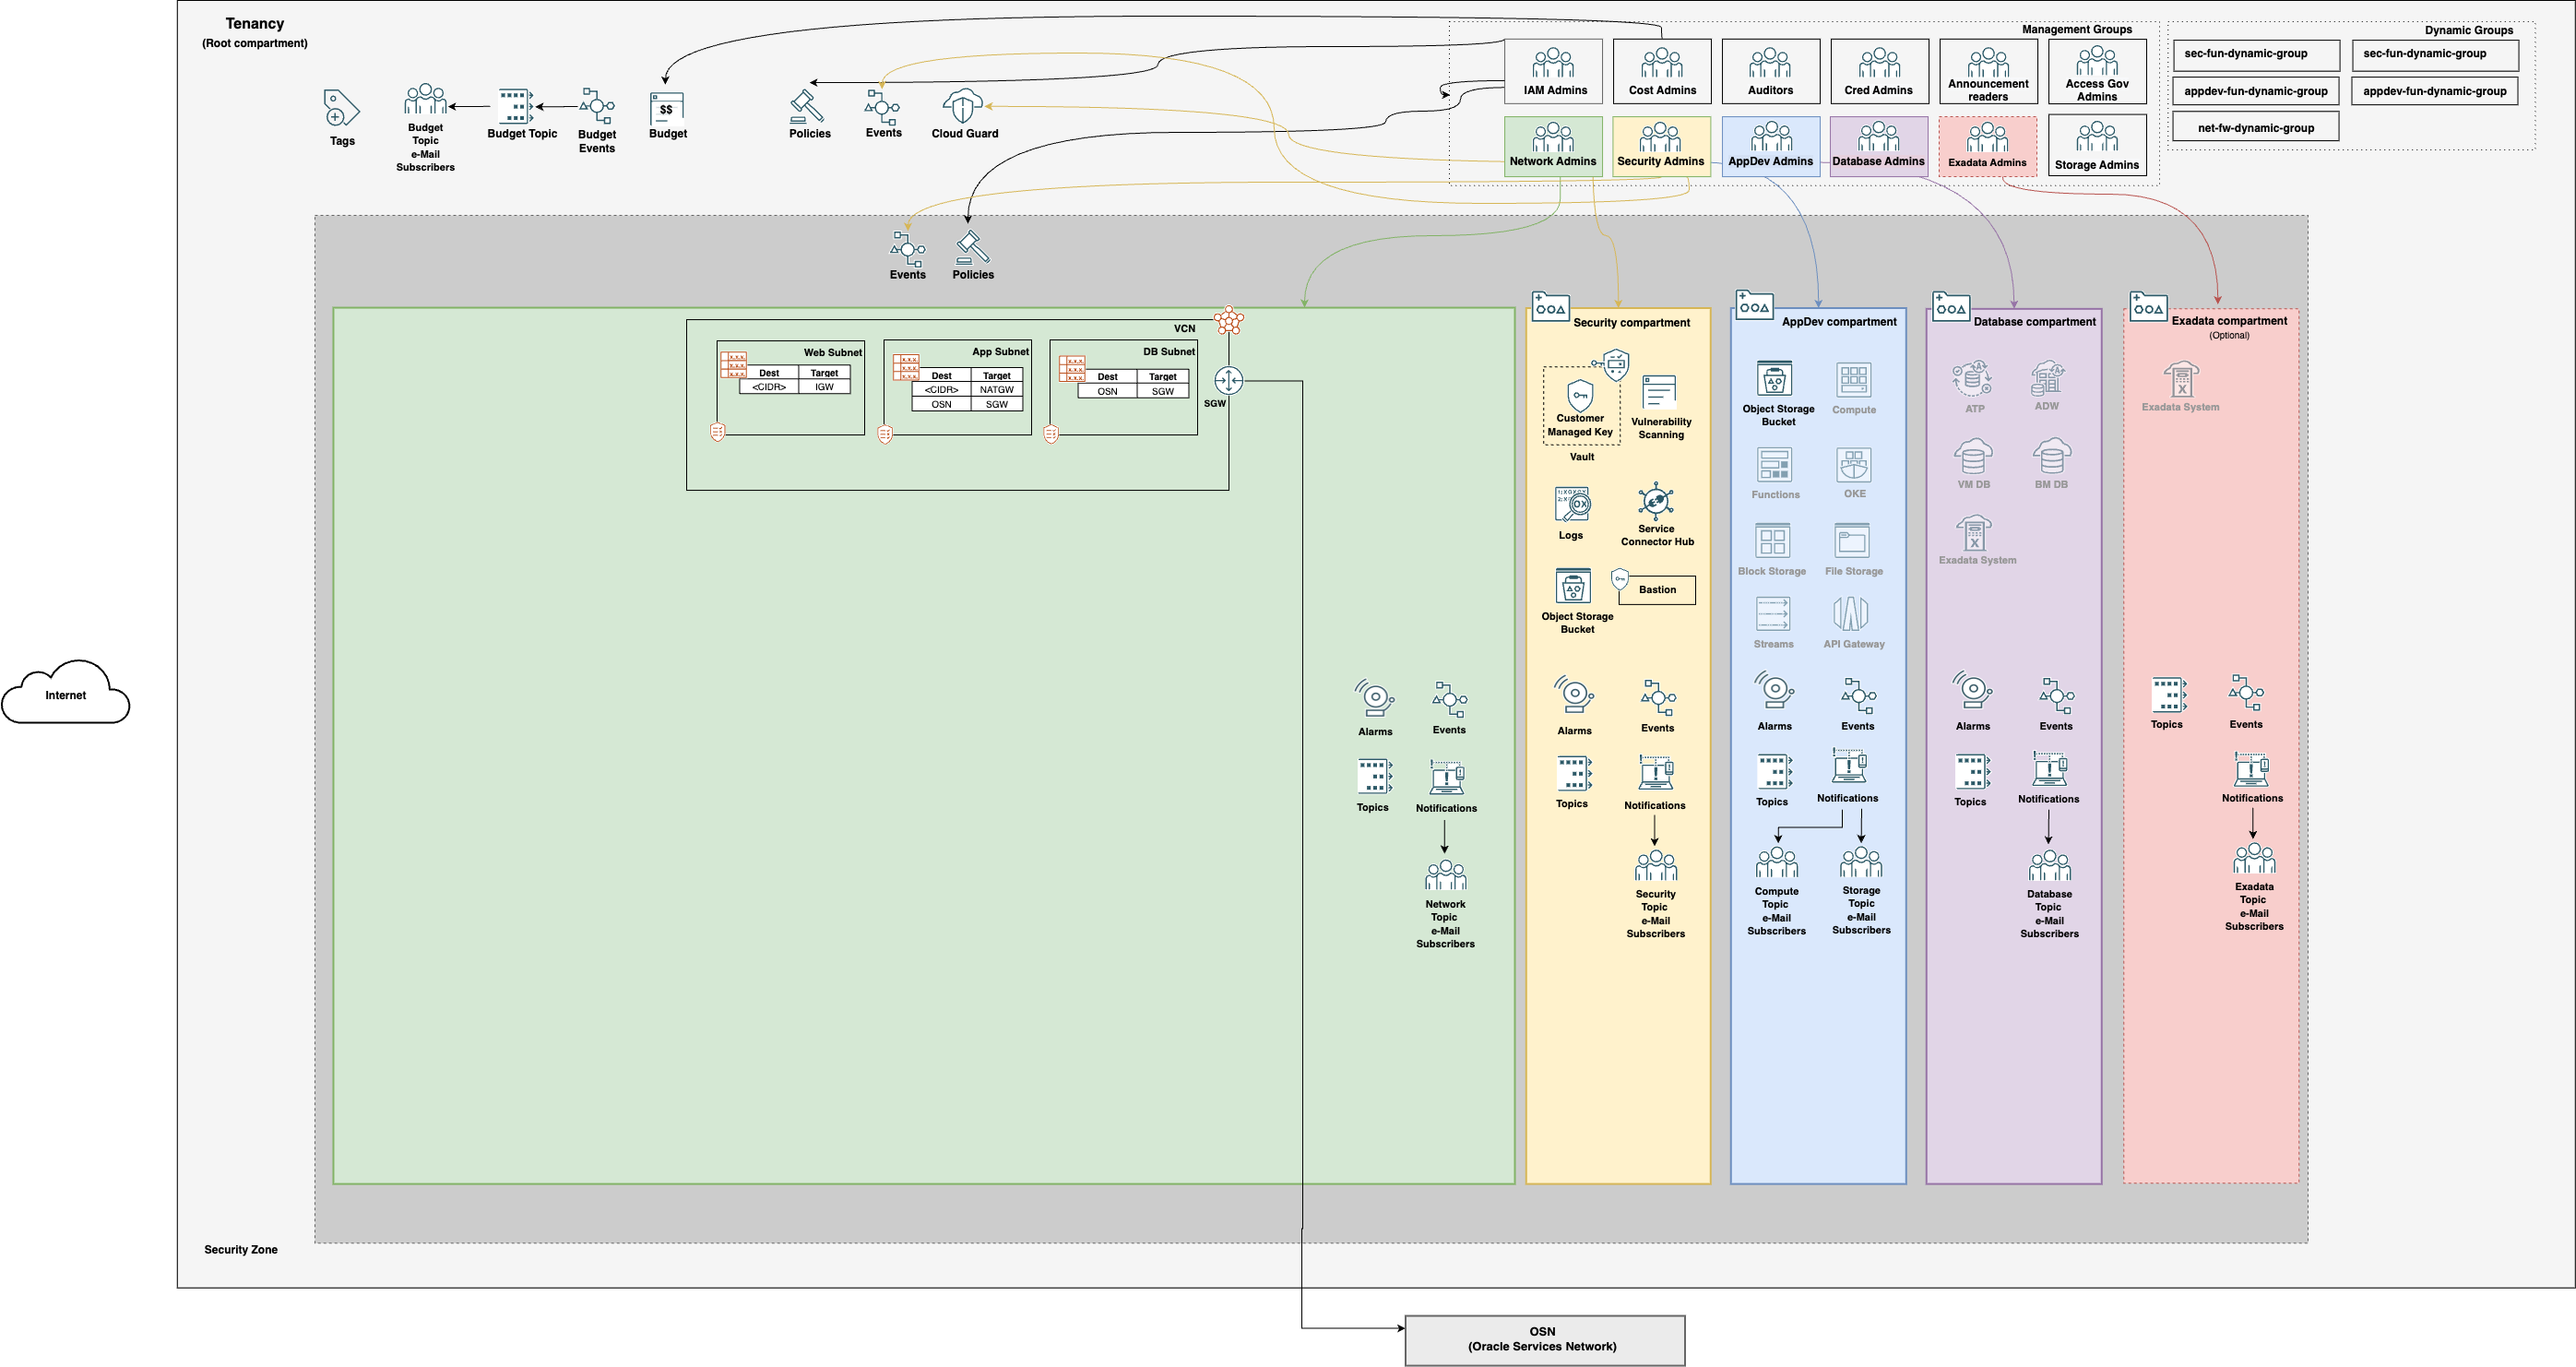 Tenancy
(Root compartment)
Tags
Budget
Topic
e-Mail
Subscribers
Budget Topic
Budget
Events
$$
Budget
Policies
Events
Cloud Guard
Management Groups
IAM Admins
Cost Admins
Auditors
Cred Admins
Announcement
readers
Access Gov
Admins
Network Admins
Security Admins
AppDev Admins
Database Admins
Exadata Admins
Storage Admins
Dynamic Groups
sec-fun-dynamic-group
sec-fun-dynamic-group
appdev-fun-dynamic-group
appdev-fun-dynamic-group
net-fw-dynamic-group
Events
Policies
VCN
Web Subnet
Dest Target
<CIDR> IGW
App Subnet
Dest Target
<CIDR> NATGW
OSN SGW
DB Subnet
Dest Target
OSN SGW
SGW
Alarms
Events
Topics
Notifications
Network
Topic
e-Mail
Subscribers
Security compartment
Customer
Managed Key
Vault
Vulnerability
Scanning
Logs
Service
Connector Hub
Object Storage
Bucket
Bastion
Alarms
Events
Topics
Notifications
Security
Topic
e-Mail
Subscribers
AppDev compartment
Object Storage
Bucket
Compute
Functions
OKE
Block Storage
File Storage
Streams
API Gateway
Alarms
Events
Topics
Notifications
Compute
Topic
e-Mail
Subscribers
Storage
Topic
e-Mail
Subscribers
Database compartment
ATP
ADW
VM DB
BM DB
Exadata System
Alarms
Events
Topics
Notifications
Database
Topic
e-Mail
Subscribers
Exadata compartment
(Optional)
Exadata System
Topics
Events
Notifications
Exadata
Topic
e-Mail
Subscribers
Internet
Security Zone
OSN
(Oracle Services Network)